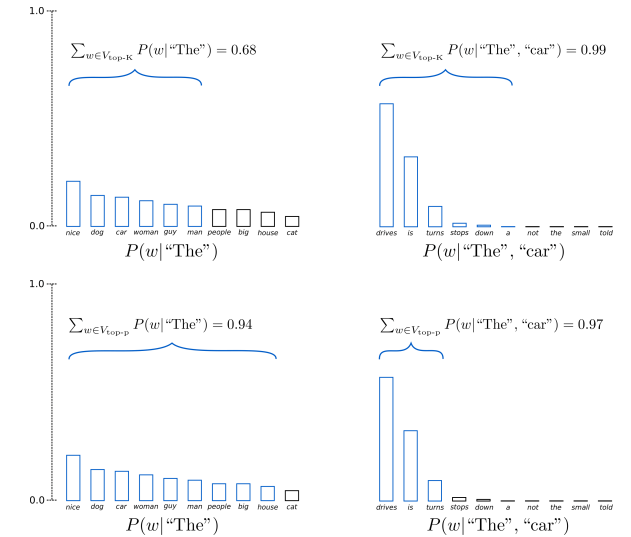 1.0
∑w∈Vtop-K P(w|“The”) = 0.68
∑w∈Vtop-K P(w|“The”, “car”) = 0.99
0.0
nice dog car woman guy man people big house cat
drives is turns stops down a not the small told
P(w|“The”)
P(w|“The”, “car”)
1.0
∑w∈Vtop-p P(w|“The”) = 0.94
∑w∈Vtop-p P(w|“The”, “car”) = 0.97
0.0
nice dog car woman guy man people big house cat
drives is turns stops down a not the small told
P(w|“The”)
P(w|“The”, “car”)